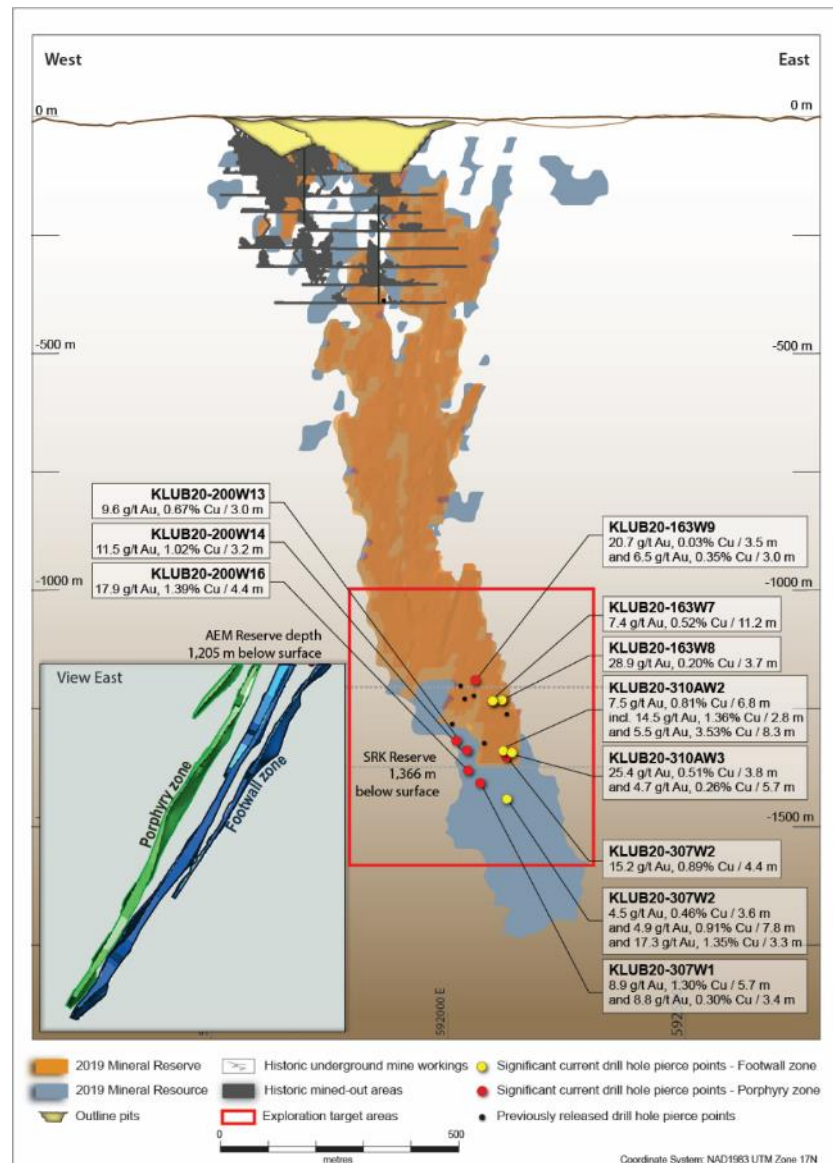 West
East
0 m
0 m
-500 m
-500 m
KLUB20-200W13
9.6 g/t Au, 0.67% Cu / 3.0 m
KLUB20-200W14
11.5 g/t Au, 1.02% Cu / 3.2 m
KLUB20-200W16
17.9 g/t Au, 1.39% Cu / 4.4 m
-1000 m
-1000 m
AEM Reserve depth
1,205 m below surface
KLUB20-163W9
20.7 g/t Au, 0.03% Cu / 3.5 m
and 6.5 g/t Au, 0.35% Cu / 3.0 m
KLUB20-163W7
7.4 g/t Au, 0.52% Cu / 11.2 m
KLUB20-163W8
28.9 g/t Au, 0.20% Cu / 3.7 m
KLUB20-310AW2
7.5 g/t Au, 0.81% Cu / 6.8 m
incl. 14.5 g/t Au, 1.36% Cu / 2.8 m
and 5.5 g/t Au, 3.53% Cu / 8.3 m
KLUB20-310AW3
25.4 g/t Au, 0.51% Cu / 3.8 m
and 4.7 g/t Au, 0.26% Cu / 5.7 m
View East
Porphyry zone
Footwall zone
SRK Reserve
1,366 m
below surface
-1500 m
KLUB20-307W2
15.2 g/t Au, 0.89% Cu / 4.4 m
KLUB20-307W2
4.5 g/t Au, 0.46% Cu / 3.6 m
and 4.9 g/t Au, 0.91% Cu / 7.8 m
and 17.3 g/t Au, 1.35% Cu / 3.3 m
KLUB20-307W1
8.9 g/t Au, 1.30% Cu / 5.7 m
and 8.8 g/t Au, 0.30% Cu / 3.4 m
592000 E
2019 Mineral Reserve
Historic underground mine workings
Significant current drill hole pierce points - Footwall zone
2019 Mineral Resource
Historic mined-out areas
Significant current drill hole pierce points - Porphyry zone
Outline pits
Exploration target areas
Previously released drill hole pierce points
0
500
metres
Coordinate System: NAD1983 UTM Zone 17N